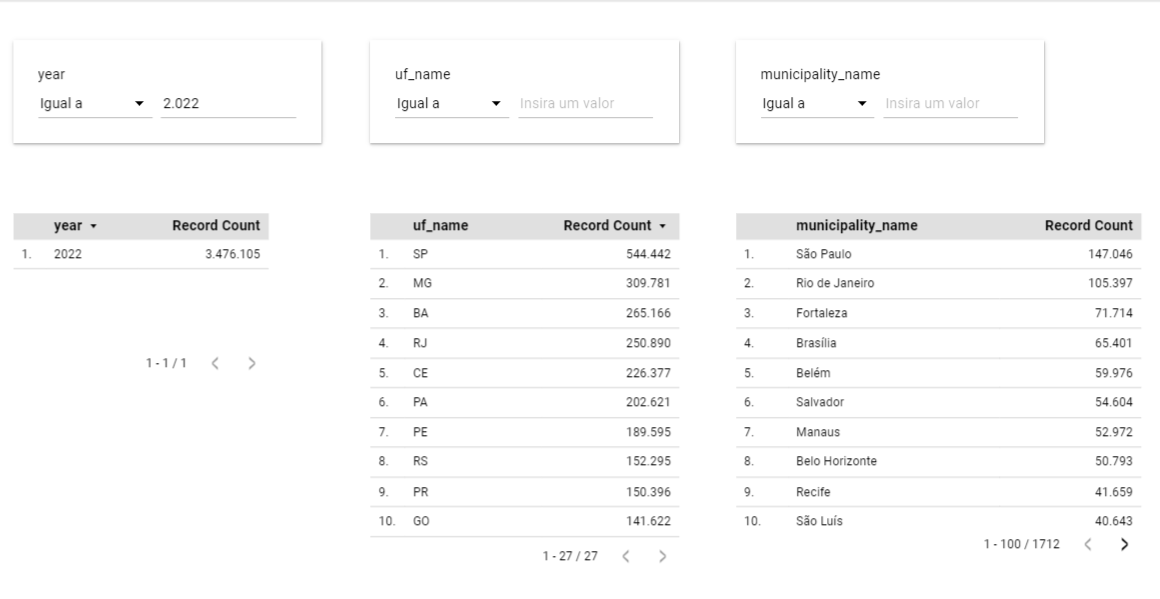 year
Igual a 2.022
uf_name
Igual a Insira um valor
municipality_name
Igual a Insira um valor
year Record Count
1. 2022 3.476.105
1 - 1 / 1
uf_name Record Count
1. SP 544.442
2. MG 309.781
3. BA 265.166
4. RJ 250.890
5. CE 226.377
6. PA 202.621
7. PE 189.595
8. RS 152.295
9. PR 150.396
10. GO 141.622
1 - 27 / 27
municipality_name Record Count
1. São Paulo 147.046
2. Rio de Janeiro 105.397
3. Fortaleza 71.714
4. Brasília 65.401
5. Belém 59.976
6. Salvador 54.604
7. Manaus 52.972
8. Belo Horizonte 50.793
9. Recife 41.659
10. São Luís 40.643
1 - 100 / 1712